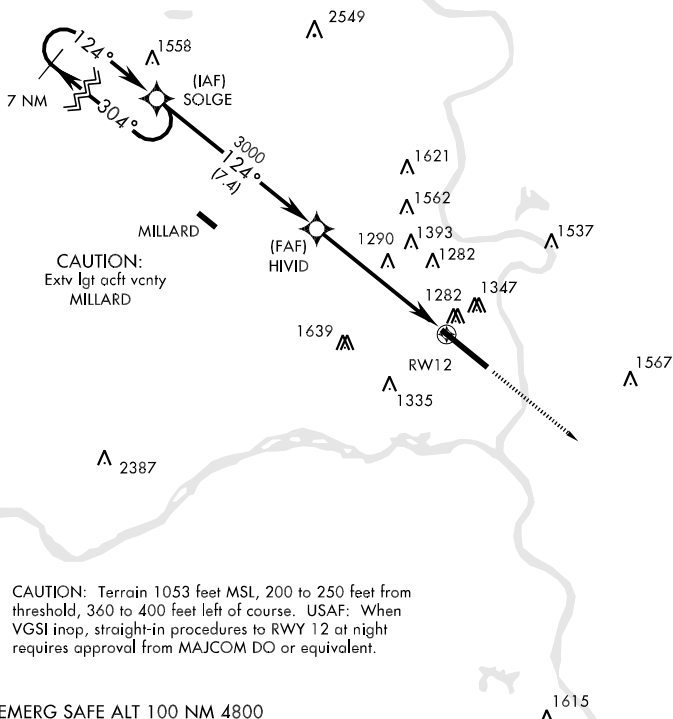 2549
124°
1558
(IAF)
SOLGE
7 NM
304°
3000
124°
(7.4)
1621
1562
MILLARD
(FAF)
HIVID
1290
1393
1282
1537
CAUTION:
Extv lgt acft vcnty
MILLARD
1282
1347
1639
RW12
1567
1335
2387
CAUTION: Terrain 1053 feet MSL, 200 to 250 feet from
threshold, 360 to 400 feet left of course. USAF: When
VGSI inop, straight-in procedures to RWY 12 at night
requires approval from MAJCOM DO or equivalent.
EMERG SAFE ALT 100 NM 4800
1615